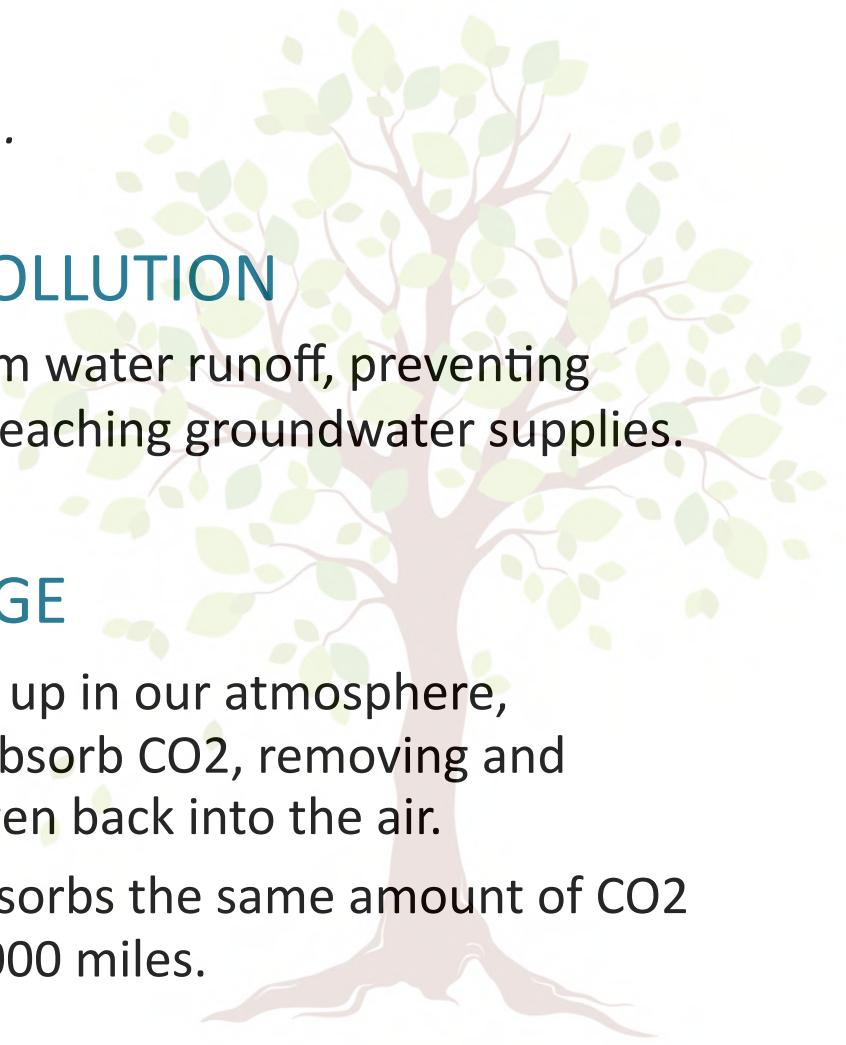 .
OLLUTION
m water runoff, preventing
eaching groundwater supplies.
GE
up in our atmosphere,
bsorb CO2, removing and
en back into the air.
sorbs the same amount of CO2
000 miles.